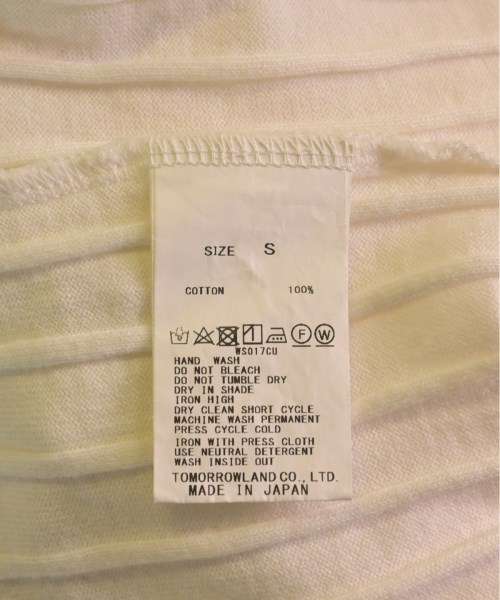 SIZE S
COTTON 100%
F W
WS017CU
HAND WASH
DO NOT BLEACH
DO NOT TUMBLE DRY
DRY IN SHADE
IRON HIGH
DRY CLEAN SHORT CYCLE
MACHINE WASH PERMANENT
PRESS CYCLE COLD
IRON WITH PRESS CLOTH
USE NEUTRAL DETERGENT
WASH INSIDE OUT
TOMORROWLAND CO., LTD.
MADE IN JAPAN